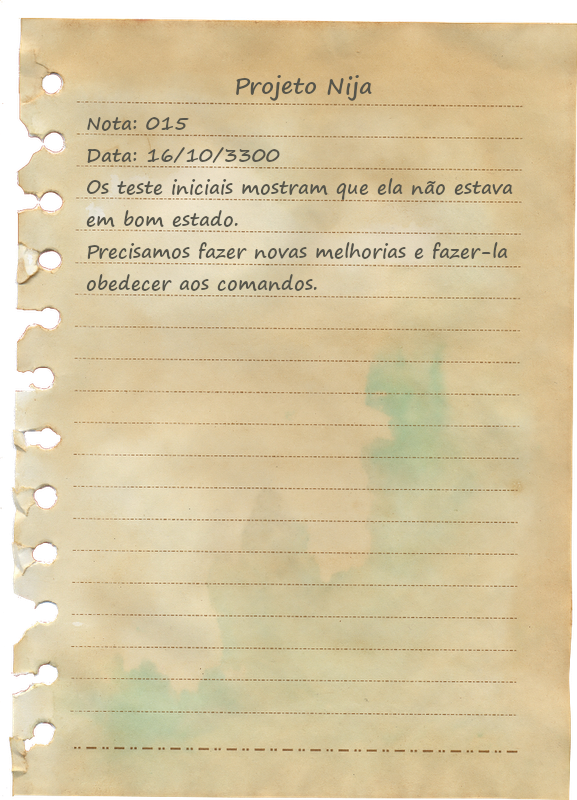 Projeto Nija
Nota: 015
Data: 16/10/3300
Os teste iniciais mostram que ela não estava
em bom estado.
Precisamos fazer novas melhorias e fazer-la
obedecer aos comandos.